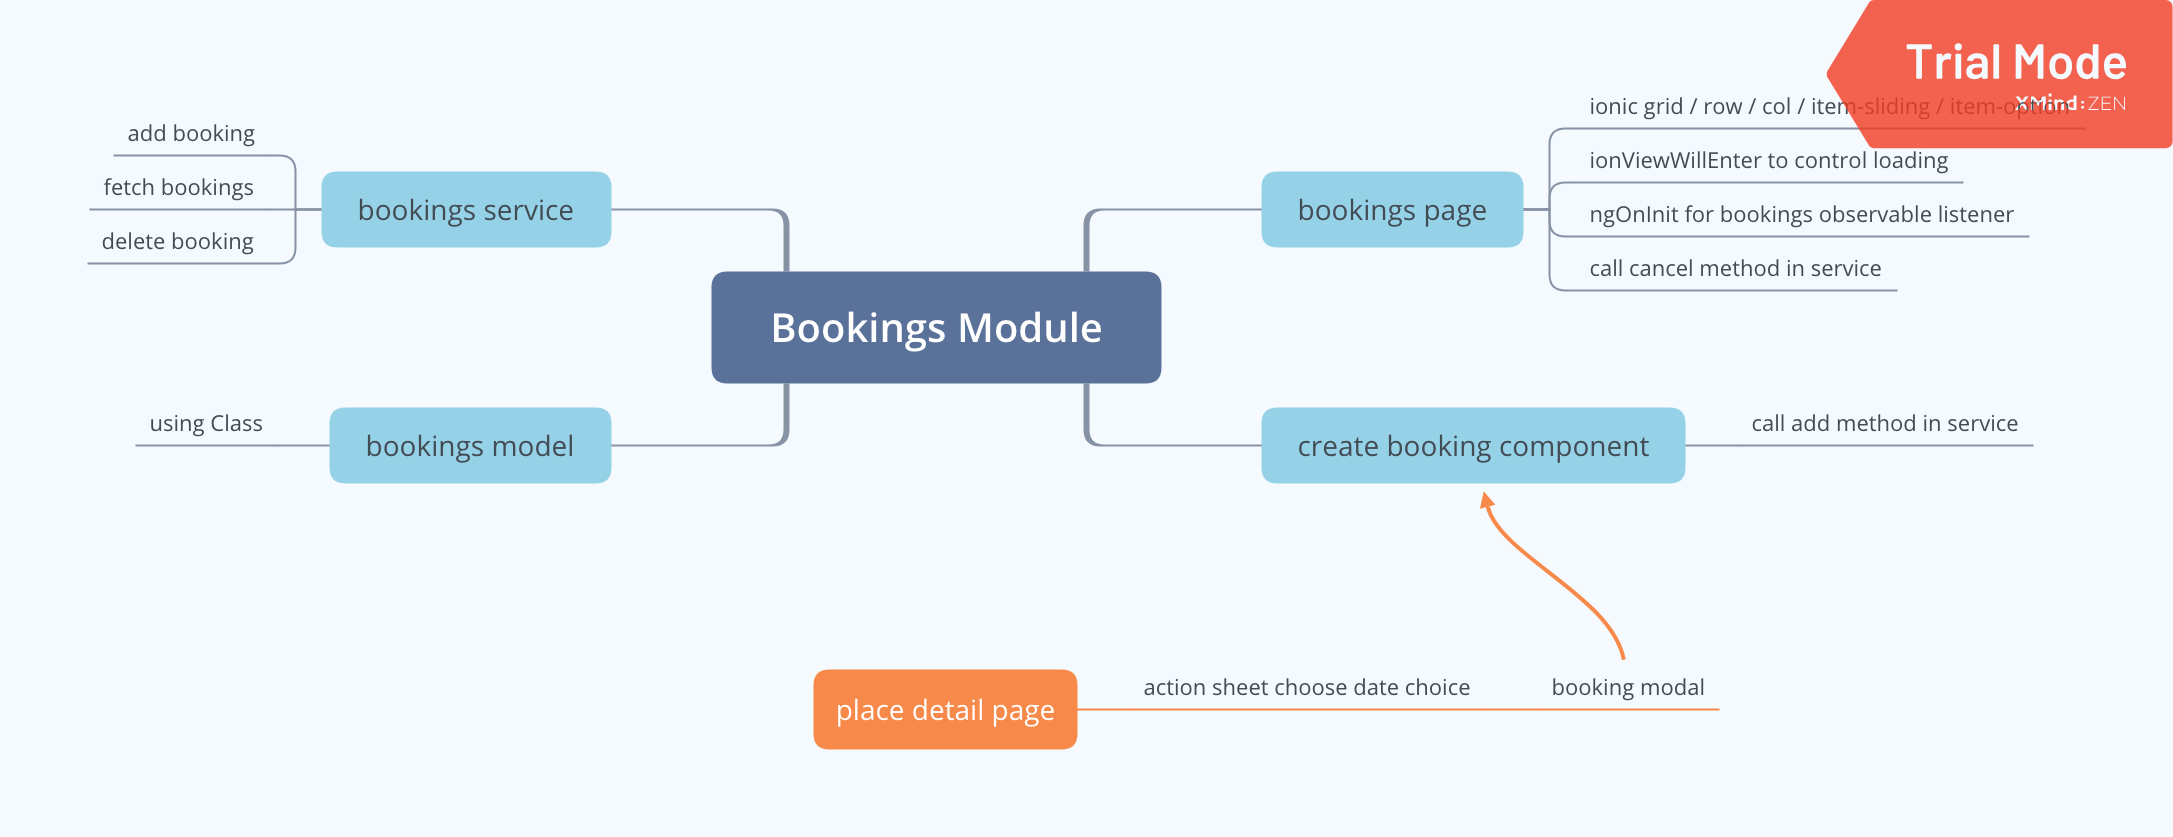 Trial Mode
XMind:ZEN
ionic grid / row / col / item-sliding / item-option
add booking
ionViewWillEnter to control loading
fetch bookings
bookings service
bookings page
ngOnInit for bookings observable listener
delete booking
call cancel method in service
Bookings Module
using Class
bookings model
create booking component
call add method in service
place detail page
action sheet choose date choice
booking modal